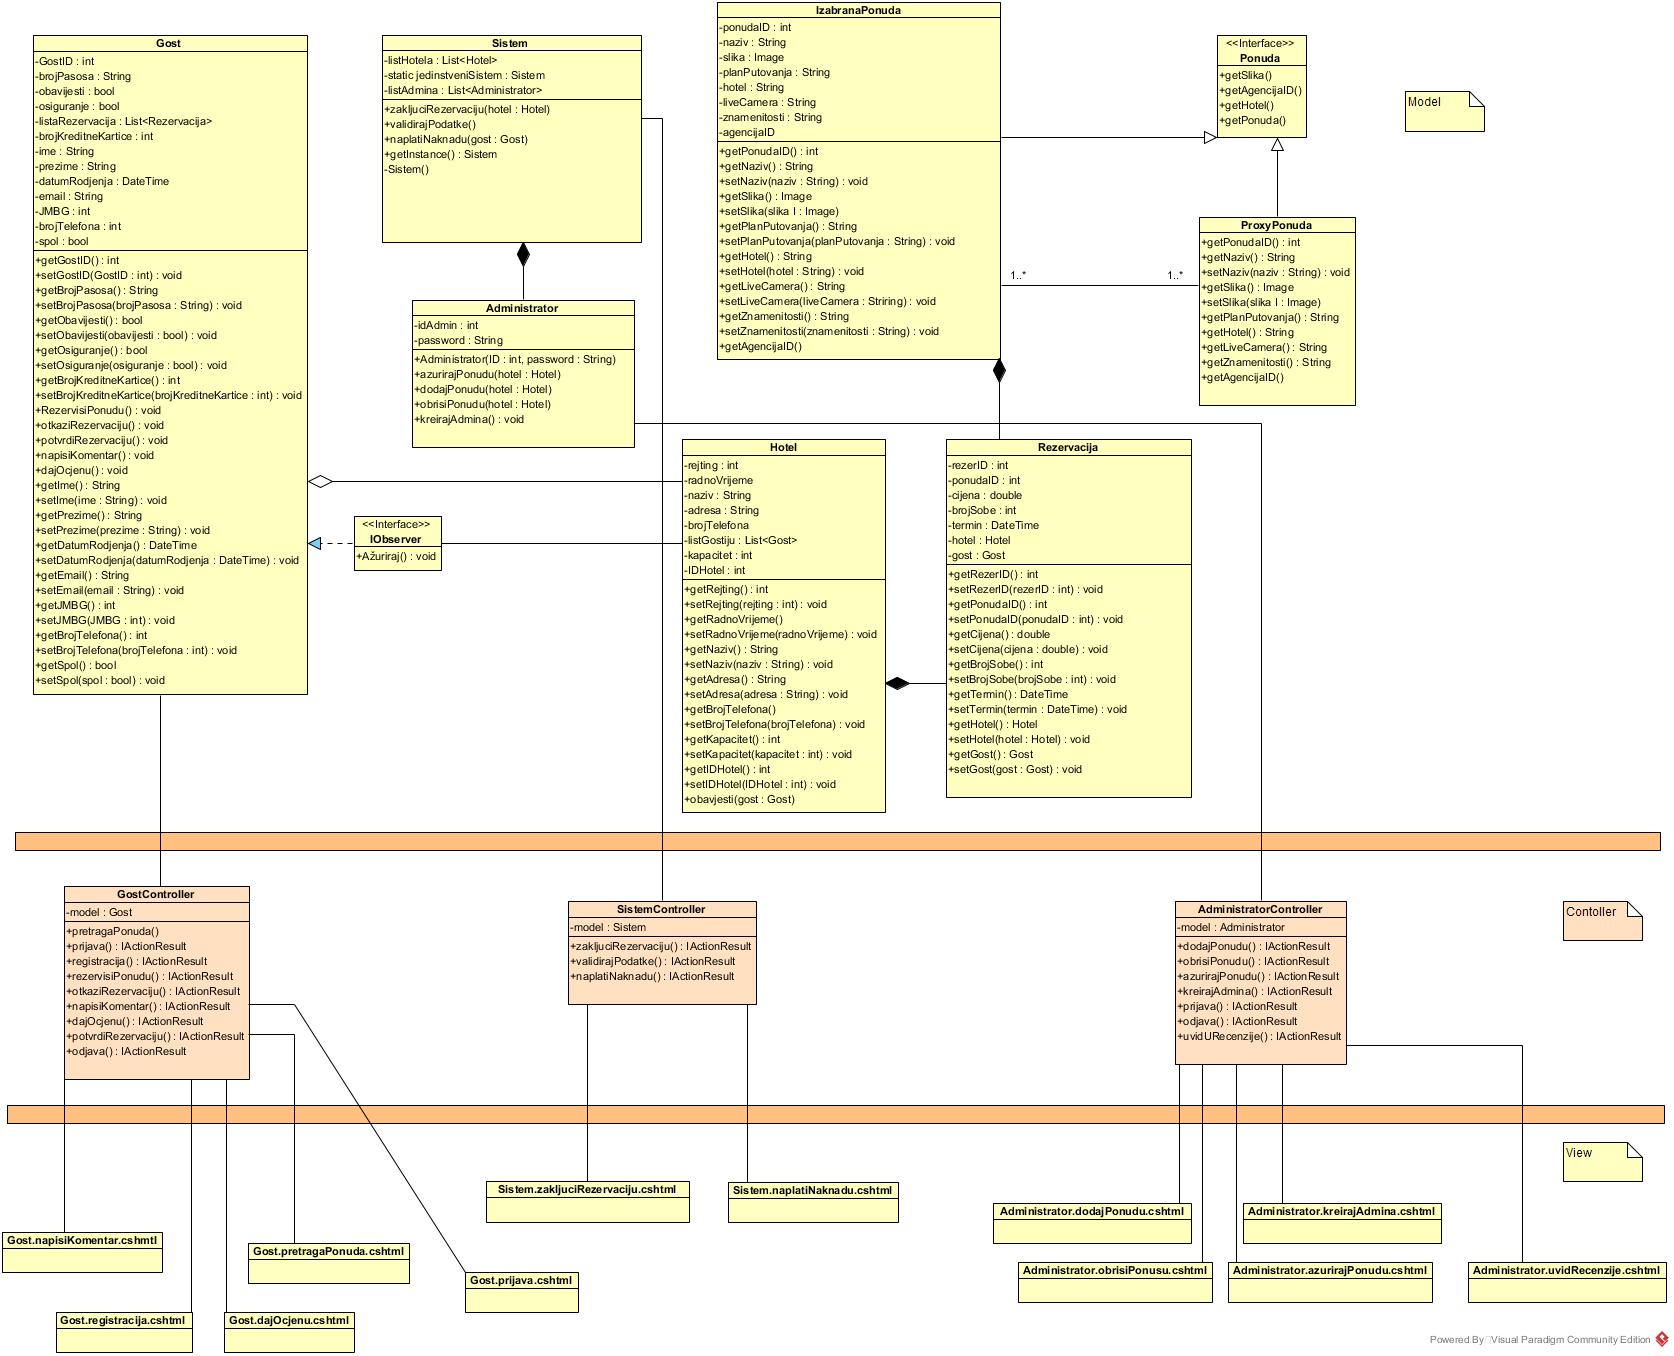 Gost
-GostID : int
-brojPasosa : String
-obavijesti : bool
-osiguranje : bool
-listaRezervacija : List<Rezervacija>
-brojKreditneKartice : int
-ime : String
-prezime : String
-datumRodjenja : DateTime
-email : String
-JMBG : int
-brojTelefona : int
-spol : bool
+getGostID() : int
+setGostID(GostID : int) : void
+getBrojPasosa() : String
+setBrojPasosa(brojPasosa : String) : void
+getObavijesti() : bool
+setObavijesti(obavijesti : bool) : void
+getOsiguranje() : bool
+setOsiguranje(osiguranje : bool) : void
+getBrojKreditneKartice() : int
+setBrojKreditneKartice(brojKreditneKartice : int) : void
+RezervisiPonudu() : void
+otkaziRezervaciju() : void
+potvrdiRezervaciju() : void
+napisiKomentar() : void
+dajOcjenu() : void
+getIme() : String
+setIme(ime : String) : void
+getPrezime() : String
+setPrezime(prezime : String) : void
+getDatumRodjenja() : DateTime
+setDatumRodjenja(datumRodjenja : DateTime) : void
+getEmail() : String
+setEmail(email : String) : void
+getJMBG() : int
+setJMBG(JMBG : int) : void
+getBrojTelefona() : int
+setBrojTelefona(brojTelefona : int) : void
+getSpol() : bool
+setSpol(spol : bool) : void
Sistem
-listHotela : List<Hotel>
-static jedinstveniSistem : Sistem
-listAdmina : List<Administrator>
+zakljuciRezervaciju(hotel : Hotel)
+validirajPodatke()
+naplatiNaknadu(gost : Gost)
+getInstance() : Sistem
-Sistem()
Administrator
-idAdmin : int
-password : String
+Administrator(ID : int, password : String)
+azurirajPonudu(hotel : Hotel)
+dodajPonudu(hotel : Hotel)
+obrisiPonudu(hotel : Hotel)
+kreirajAdmina() : void
<<Interface>>
IObserver
+Ažuriraj() : void
IzabranaPonuda
-ponudaID : int
-naziv : String
-slika : Image
-planPutovanja : String
-hotel : String
-liveCamera : String
-znamenitosti : String
-agencijaID
+getPonudaID() : int
+getNaziv() : String
+setNaziv(naziv : String) : void
+getSlika() : Image
+setSlika(slika I : Image)
+getPlanPutovanja() : String
+setPlanPutovanja(planPutovanja : String) : void
+getHotel() : String
+setHotel(hotel : String) : void
+getLiveCamera() : String
+setLiveCamera(liveCamera : Striring) : void
+getZnamenitosti() : String
+setZnamenitosti(znamenitosti : String) : void
+getAgencijaID()
<<Interface>>
Ponuda
+getSlika()
+getAgencijaID()
+getHotel()
+getPonuda()
Model
1..*
1..*
ProxyPonuda
+getPonudaID() : int
+getNaziv() : String
+setNaziv(naziv : String) : void
+getSlika() : Image
+setSlika(slika I : Image)
+getPlanPutovanja() : String
+getHotel() : String
+getLiveCamera() : String
+getZnamenitosti() : String
+getAgencijaID()
Hotel
-rejting : int
-radnoVrijeme
-naziv : String
-adresa : String
-brojTelefona
-listGostiju : List<Gost>
-kapacitet : int
-IDHotel : int
+getRejting() : int
+setRejting(rejting : int) : void
+getRadnoVrijeme()
+setRadnoVrijeme(radnoVrijeme) : void
+getNaziv() : String
+setNaziv(naziv : String) : void
+getAdresa() : String
+setAdresa(adresa : String) : void
+getBrojTelefona()
+setBrojTelefona(brojTelefona) : void
+getKapacitet() : int
+setKapacitet(kapacitet : int) : void
+getIDHotel() : int
+setIDHotel(IDHotel : int) : void
+obavjesti(gost : Gost)
Rezervacija
-rezerID : int
-ponudaID : int
-cijena : double
-brojSobe : int
-termin : DateTime
-hotel : Hotel
-gost : Gost
+getRezerID() : int
+setRezerID(rezerID : int) : void
+getPonudaID() : int
+setPonudaID(ponudaID : int) : void
+getCijena() : double
+setCijena(cijena : double) : void
+getBrojSobe() : int
+setBrojSobe(brojSobe : int) : void
+getTermin() : DateTime
+setTermin(termin : DateTime) : void
+getHotel() : Hotel
+setHotel(hotel : Hotel) : void
+getGost() : Gost
+setGost(gost : Gost) : void
GostController
-model : Gost
+pretragaPonuda()
+prijava() : IActionResult
+registracija() : IActionResult
+rezervisiPonudu() : IActionResult
+otkaziRezervaciju() : IActionResult
+napisiKomentar() : IActionResult
+dajOcjenu() : IActionResult
+potvrdiRezervaciju() : IActionResult
+odjava() : IActionResult
SistemController
-model : Sistem
+zakljuciRezervaciju() : IActionResult
+validirajPodatke() : IActionResult
+naplatiNaknadu() : IActionResult
AdministratorController
-model : Administrator
+dodajPonudu() : IActionResult
+obrisiPonudu() : IActionResult
+azurirajPonudu() : IActionResult
+kreirajAdmina() : IActionResult
+prijava() : IActionResult
+odjava() : IActionResult
+uvidURecenzije() : IActionResult
Contoller
View
Sistem.zakljuciRezervaciju.cshtml
Sistem.naplatiNaknadu.cshtml
Administrator.dodajPonudu.cshtml
Administrator.kreirajAdmina.cshtml
Gost.napisiKomentar.cshmtl
Gost.pretragaPonuda.cshtml
Gost.prijava.cshtml
Administrator.obrisiPonusu.cshtml
Administrator.azurirajPonudu.cshtml
Administrator.uvidRecenzije.cshtml
Gost.registracija.cshtml
Gost.dajOcjenu.cshtml
Powered By Visual Paradigm Community Edition